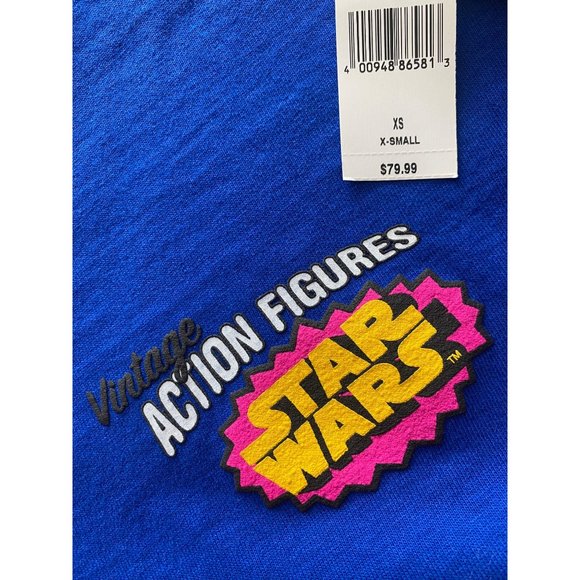 4 00948 86581 3
XS
X-SMALL
$79.99
Vintage
ACTION FIGURES
STAR
WARS
TM